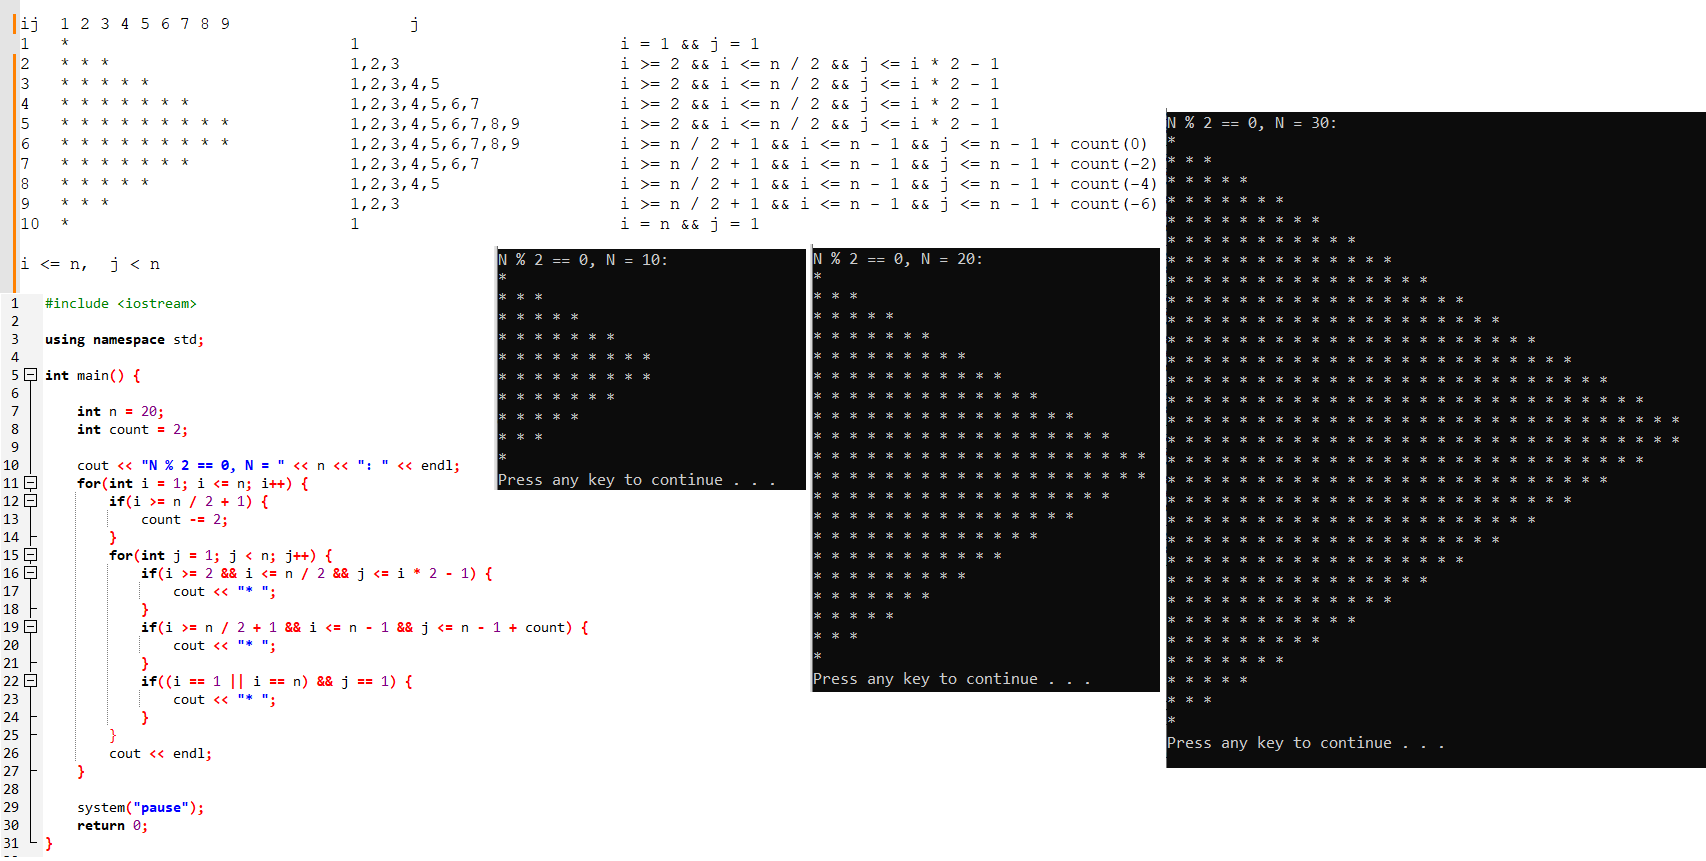 ij 1 2 3 4 5 6 7 8 9 j
1 * 1 i = 1 && j = 1
2 * * * 1,2,3 i >= 2 && i <= n / 2 && j <= i * 2 - 1
3 * * * * * 1,2,3,4,5 i >= 2 && i <= n / 2 && j <= i * 2 - 1
4 * * * * * * * 1,2,3,4,5,6,7 i >= 2 && i <= n / 2 && j <= i * 2 - 1
5 * * * * * * * * * 1,2,3,4,5,6,7,8,9 i >= 2 && i <= n / 2 && j <= i * 2 - 1
6 * * * * * * * * * 1,2,3,4,5,6,7,8,9 i >= n / 2 + 1 && i <= n - 1 && j <= n - 1 + count(0)
7 * * * * * * * 1,2,3,4,5,6,7 i >= n / 2 + 1 && i <= n - 1 && j <= n - 1 + count(-2)
8 * * * * * 1,2,3,4,5 i >= n / 2 + 1 && i <= n - 1 && j <= n - 1 + count(-4)
9 * * * 1,2,3 i >= n / 2 + 1 && i <= n - 1 && j <= n - 1 + count(-6)
10 * 1 i = n && j = 1
i <= n, j < n
1 #include <iostream>
2
3 using namespace std;
4
5 int main() {
6
7 int n = 20;
8 int count = 2;
9
10 cout << "N % 2 == 0, N = " << n << ": " << endl;
11 for(int i = 1; i <= n; i++) {
12 if(i >= n / 2 + 1) {
13 count -= 2;
14 }
15 for(int j = 1; j < n; j++) {
16 if(i >= 2 && i <= n / 2 && j <= i * 2 - 1) {
17 cout << "* ";
18 }
19 if(i >= n / 2 + 1 && i <= n - 1 && j <= n - 1 + count) {
20 cout << "* ";
21 }
22 if((i == 1 || i == n) && j == 1) {
23 cout << "* ";
24 }
25 }
26 cout << endl;
27 }
28
29 system("pause");
30 return 0;
31 }
N % 2 == 0, N = 10:
*
* * *
* * * * *
* * * * * * *
* * * * * * * * *
* * * * * * * * *
* * * * * * *
* * * * *
* * *
*
Press any key to continue . . .
N % 2 == 0, N = 20:
*
* * *
* * * * *
* * * * * * *
* * * * * * * * *
* * * * * * * * * * *
* * * * * * * * * * * * *
* * * * * * * * * * * * * * *
* * * * * * * * * * * * * * * * *
* * * * * * * * * * * * * * * * * * *
* * * * * * * * * * * * * * * * * * *
* * * * * * * * * * * * * * * * *
* * * * * * * * * * * * * * *
* * * * * * * * * * * * *
* * * * * * * * * * *
* * * * * * * * *
* * * * * * *
* * * * *
* * *
*
Press any key to continue . . .
N % 2 == 0, N = 30:
*
* * *
* * * * *
* * * * * * *
* * * * * * * * *
* * * * * * * * * * *
* * * * * * * * * * * * *
* * * * * * * * * * * * * * *
* * * * * * * * * * * * * * * * *
* * * * * * * * * * * * * * * * * * *
* * * * * * * * * * * * * * * * * * * * *
* * * * * * * * * * * * * * * * * * * * * * *
* * * * * * * * * * * * * * * * * * * * * * * * *
* * * * * * * * * * * * * * * * * * * * * * * * * * *
* * * * * * * * * * * * * * * * * * * * * * * * * * * * *
* * * * * * * * * * * * * * * * * * * * * * * * * * * * *
* * * * * * * * * * * * * * * * * * * * * * * * * * *
* * * * * * * * * * * * * * * * * * * * * * * * *
* * * * * * * * * * * * * * * * * * * * * * *
* * * * * * * * * * * * * * * * * * * * *
* * * * * * * * * * * * * * * * * * *
* * * * * * * * * * * * * * * * *
* * * * * * * * * * * * * * *
* * * * * * * * * * * * *
* * * * * * * * * * *
* * * * * * * * *
* * * * * * *
* * * * *
* * *
*
Press any key to continue . . .